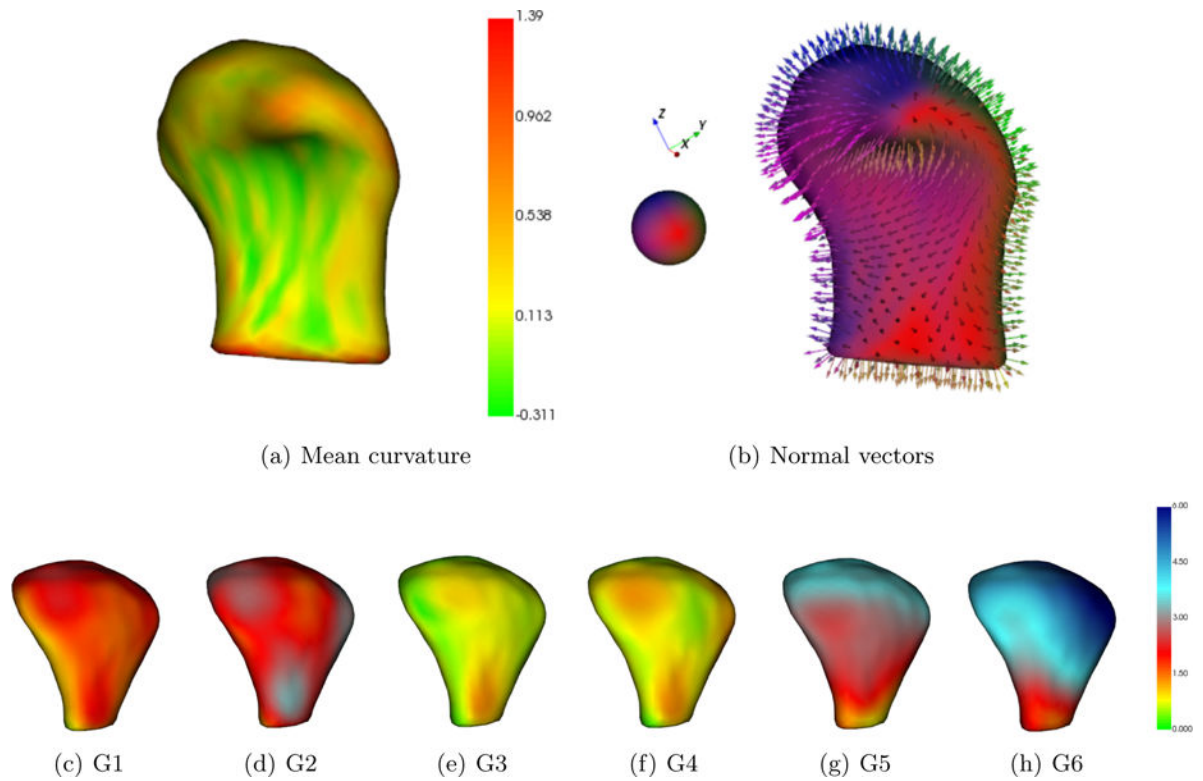 1.39
0.962
0.538
0.113
-0.311
Z
Y
X
(a) Mean curvature
(b) Normal vectors
6.00
4.50
3.00
1.50
0.000
(c) G1
(d) G2
(e) G3
(f) G4
(g) G5
(h) G6